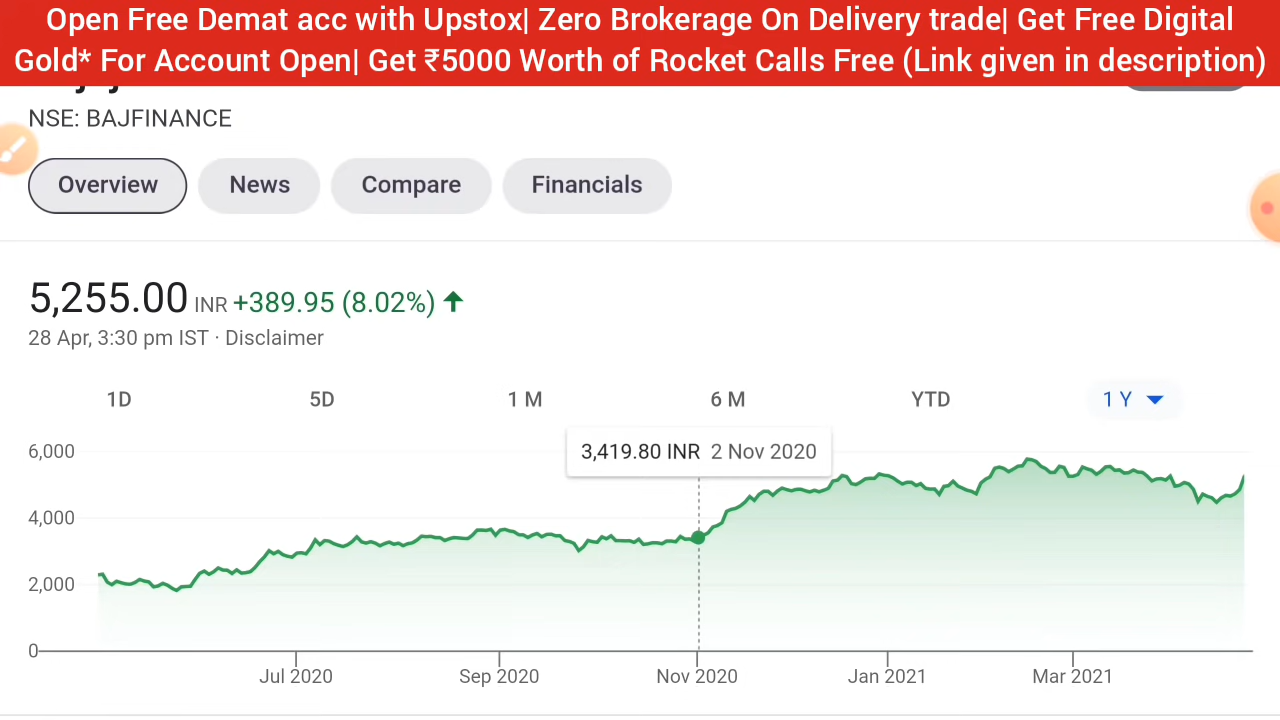 Open Free Demat acc with Upstox| Zero Brokerage On Delivery trade| Get Free Digital
Gold* For Account Open| Get ₹5000 Worth of Rocket Calls Free (Link given in description)
NSE: BAJFINANCE
Overview News Compare Financials
5,255.00 INR +389.95 (8.02%)
28 Apr, 3:30 pm IST · Disclaimer
1D 5D 1 M 6 M YTD 1 Y
3,419.80 INR 2 Nov 2020
6,000
4,000
2,000
0
Jul 2020 Sep 2020 Nov 2020 Jan 2021 Mar 2021